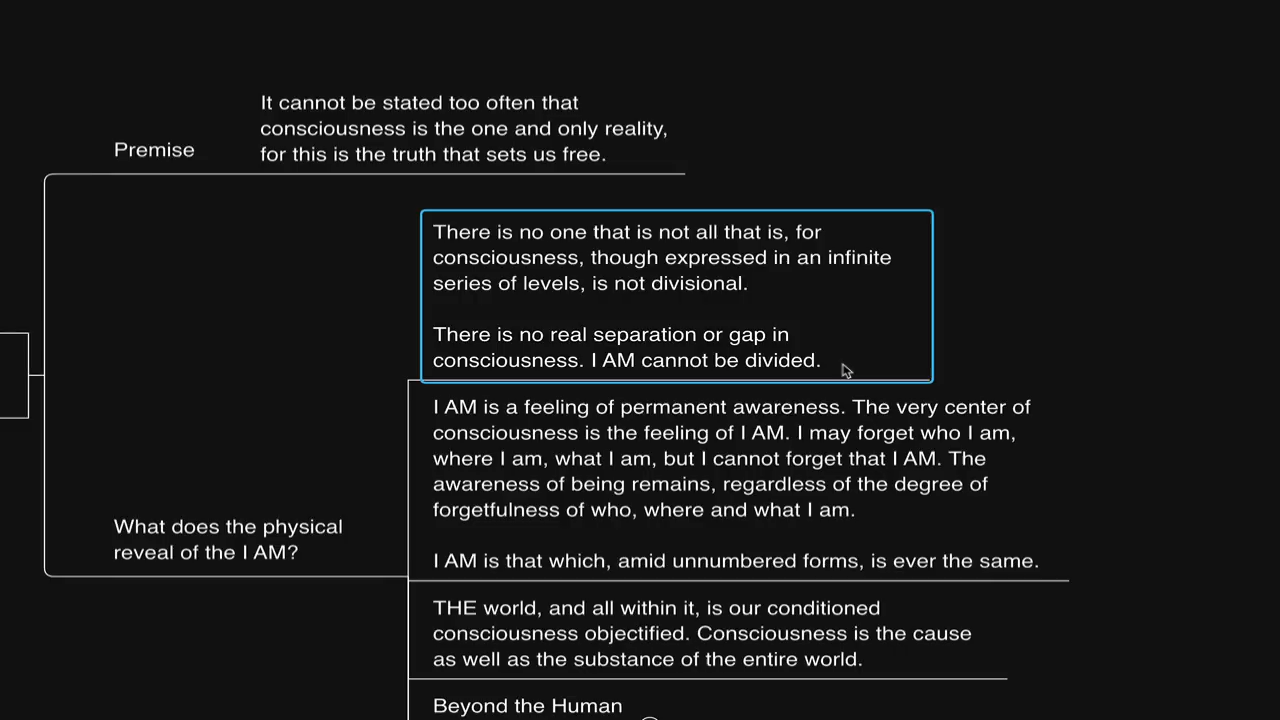 Premise
It cannot be stated too often that
consciousness is the one and only reality,
for this is the truth that sets us free.
There is no one that is not all that is, for
consciousness, though expressed in an infinite
series of levels, is not divisional.
There is no real separation or gap in
consciousness. I AM cannot be divided.
What does the physical
reveal of the I AM?
I AM is a feeling of permanent awareness. The very center of
consciousness is the feeling of I AM. I may forget who I am,
where I am, what I am, but I cannot forget that I AM. The
awareness of being remains, regardless of the degree of
forgetfulness of who, where and what I am.
I AM is that which, amid unnumbered forms, is ever the same.
THE world, and all within it, is our conditioned
consciousness objectified. Consciousness is the cause
as well as the substance of the entire world.
Beyond the Human